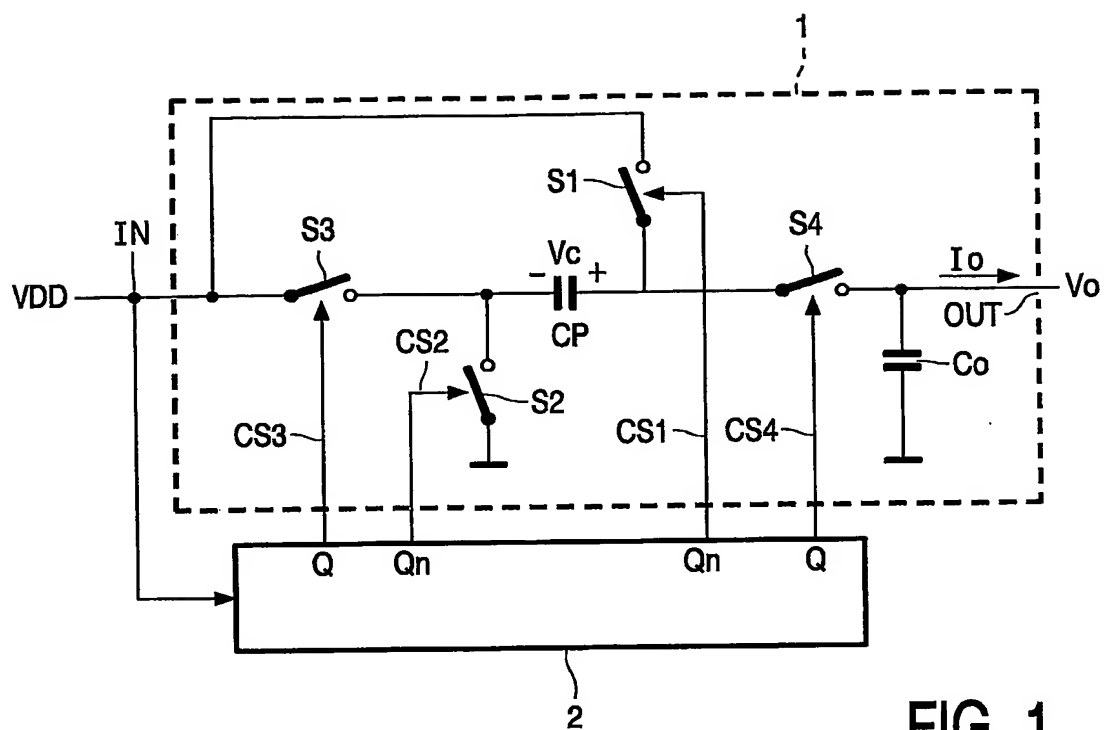 1
S1
S3
S4
IN
Vc
Io
VDD
- +
Vo
OUT
CP
CS2
Co
S2
CS3
CS1
CS4
Q Qn Qn Q
2
FIG. 1